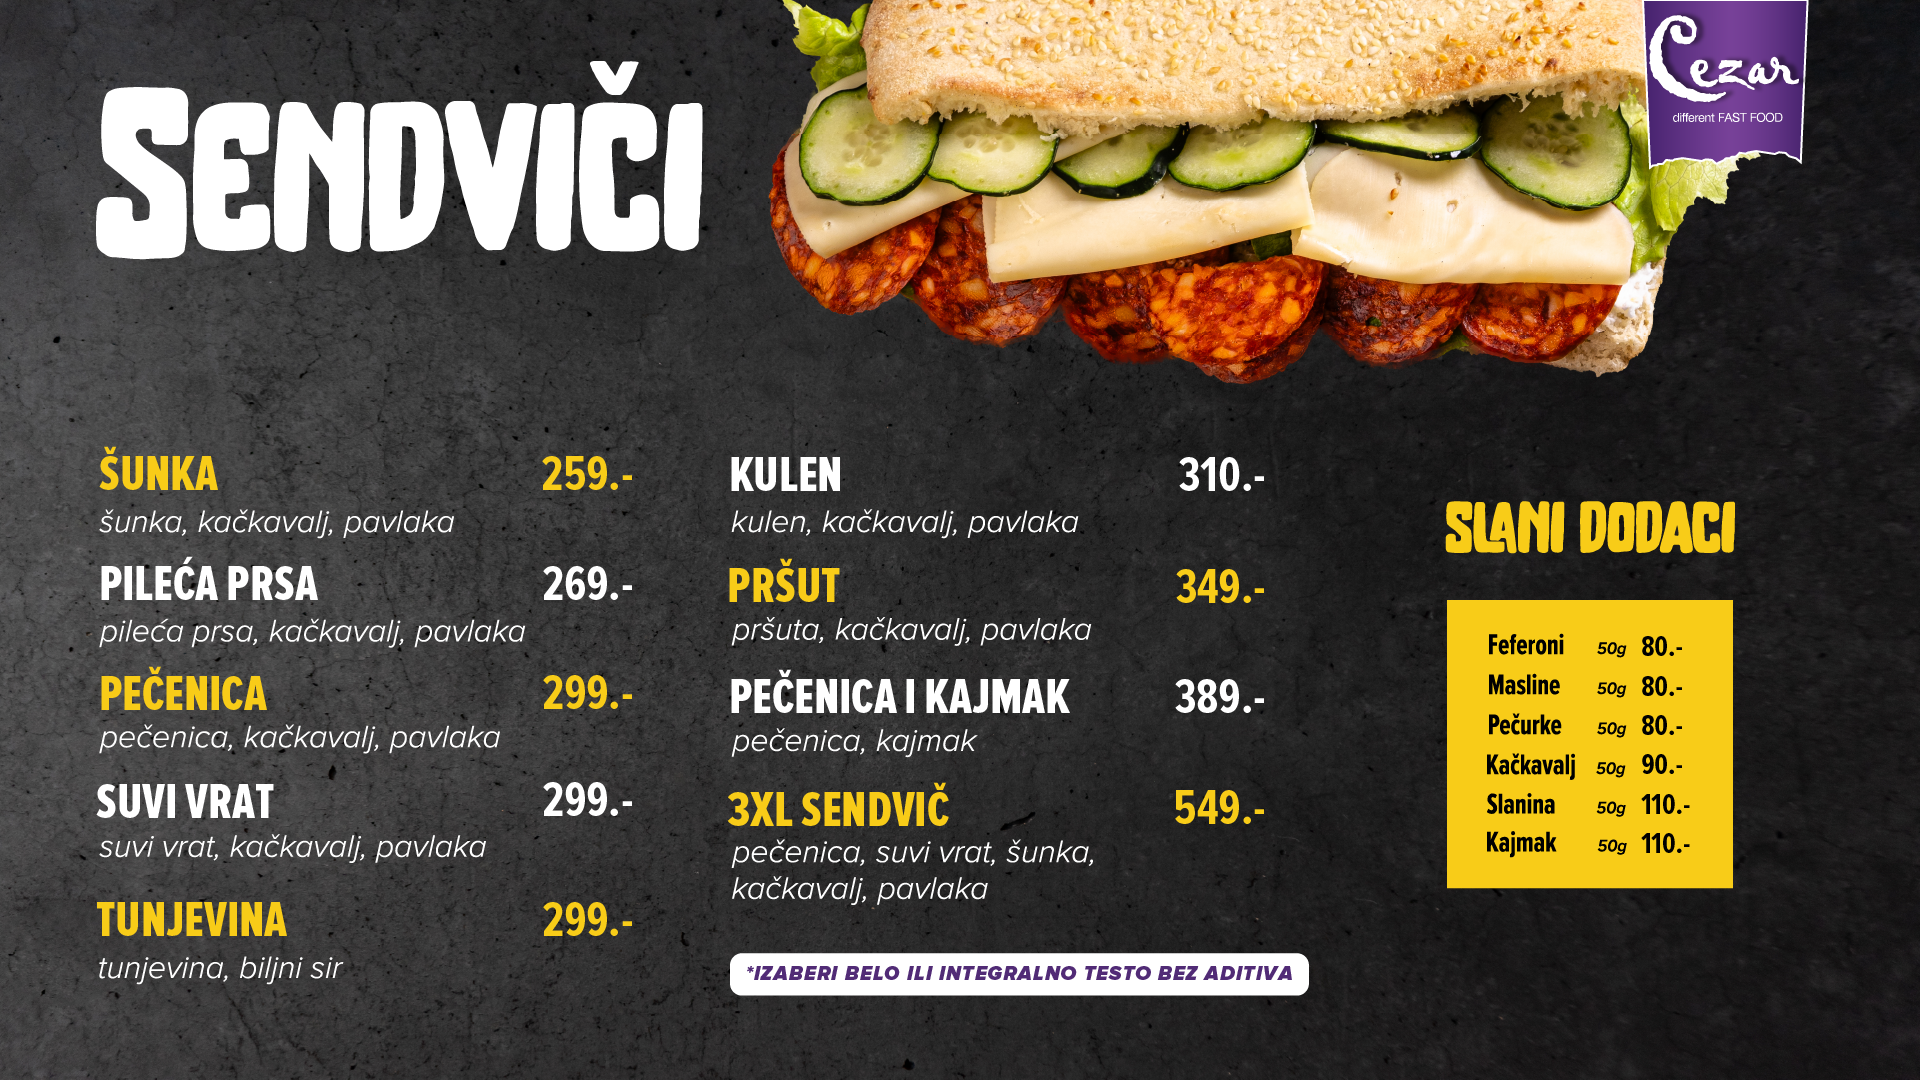 SENDVIČI
Cezar
different FAST FOOD
ŠUNKA 259.-
šunka, kačkavalj, pavlaka
PILEĆA PRSA 269.-
pileća prsa, kačkavalj, pavlaka
PEČENICA 299.-
pečenica, kačkavalj, pavlaka
SUVI VRAT 299.-
suvi vrat, kačkavalj, pavlaka
TUNJEVINA 299.-
tunjevina, biljni sir
KULEN 310.-
kulen, kačkavalj, pavlaka
PRŠUT 349.-
pršuta, kačkavalj, pavlaka
PEČENICA I KAJMAK 389.-
pečenica, kajmak
3XL SENDVIČ 549.-
pečenica, suvi vrat, šunka,
kačkavalj, pavlaka
*IZABERI BELO ILI INTEGRALNO TESTO BEZ ADITIVA
SLANI DODACI
Feferoni 50g 80.-
Masline 50g 80.-
Pečurke 50g 80.-
Kačkavalj 50g 90.-
Slanina 50g 110.-
Kajmak 50g 110.-